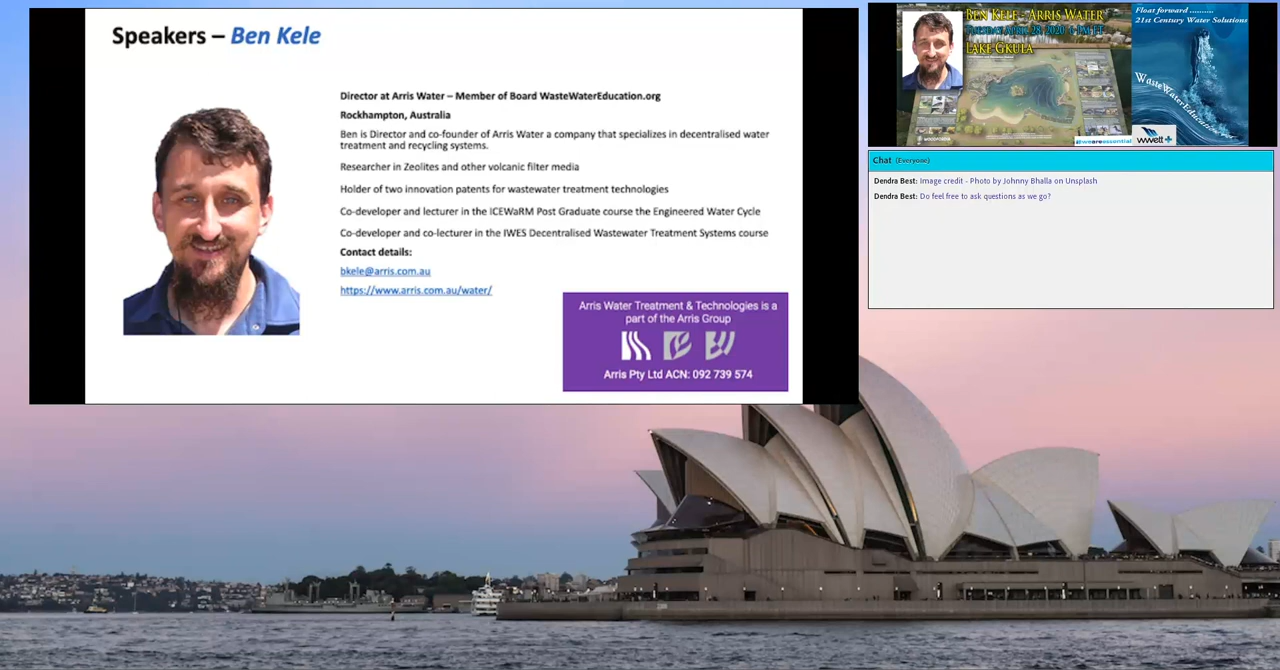 Speakers – Ben Kele
Director at Arris Water – Member of Board WasteWaterEducation.org
Rockhampton, Australia
Ben is Director and co-founder of Arris Water a company that specializes in decentralised water
treatment and recycling systems.
Researcher in Zeolites and other volcanic filter media
Holder of two innovation patents for wastewater treatment technologies
Co-developer and lecturer in the ICEWaRM Post Graduate course the Engineered Water Cycle
Co-developer and co-lecturer in the IWES Decentralised Wastewater Treatment Systems course
Contact details:
bkele@arris.com.au
https://www.arris.com.au/water/
Arris Water Treatment & Technologies is a
part of the Arris Group
Arris Pty Ltd ACN: 092 739 574
Ben Kele - Arris Water
Tuesday April 28, 2020
Lake Gkula
Float forward ..........
21st Century Water Solutions
WasteWaterEducation
#weareessential
wwett+
Chat (Everyone)
Dendra Best: Image credit - Photo by Johnny Bhalla on Unsplash
Dendra Best: Do feel free to ask questions as we go?